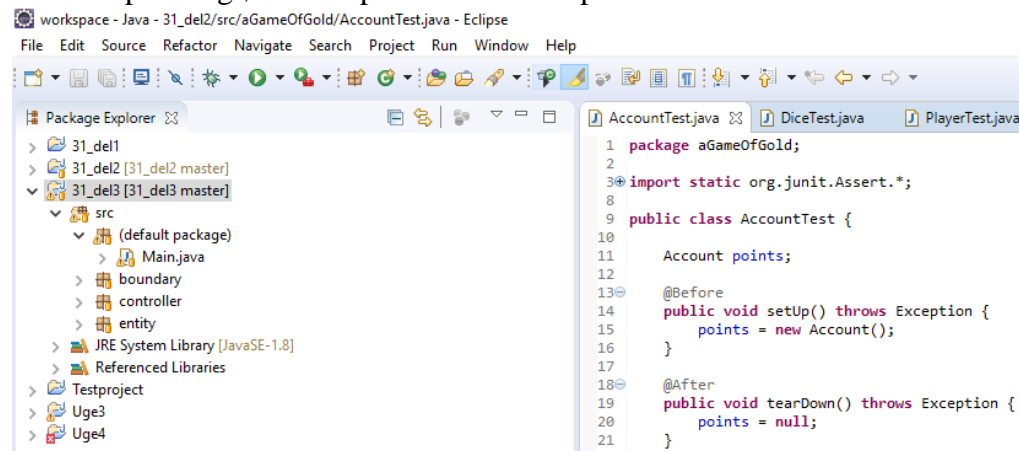 workspace - Java - 31_del2/src/aGameOfGold/AccountTest.java - Eclipse
File Edit Source Refactor Navigate Search Project Run Window Help
Package Explorer
31_del1
31_del2 [31_del2 master]
31_del3 [31_del3 master]
src
(default package)
Main.java
boundary
controller
entity
JRE System Library [JavaSE-1.8]
Referenced Libraries
Testproject
Uge3
Uge4
AccountTest.java DiceTest.java PlayerTest.java
1 package aGameOfGold;
2
3 import static org.junit.Assert.*;
8
9 public class AccountTest {
10
11 Account points;
12
13 @Before
14 public void setUp() throws Exception {
15 points = new Account();
16 }
17
18 @After
19 public void tearDown() throws Exception {
20 points = null;
21 }